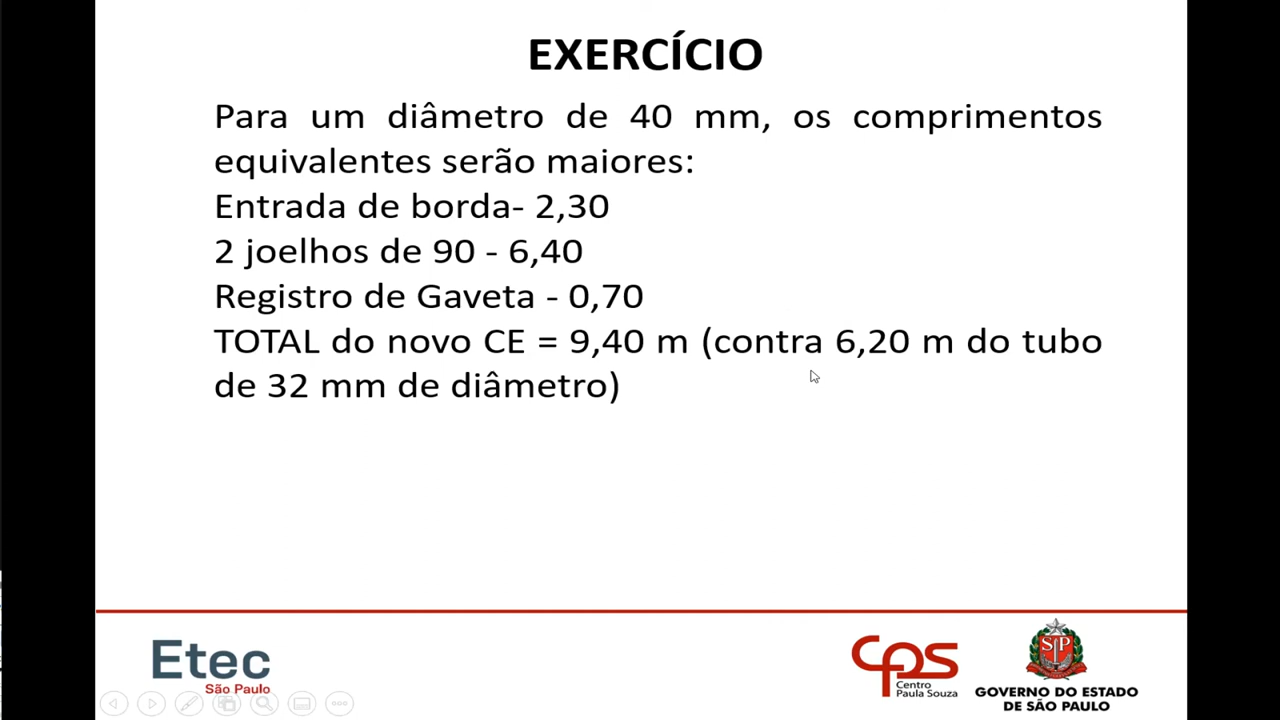 EXERCÍCIO
Para um diâmetro de 40 mm, os comprimentos
equivalentes serão maiores:
Entrada de borda- 2,30
2 joelhos de 90 - 6,40
Registro de Gaveta - 0,70
TOTAL do novo CE = 9,40 m (contra 6,20 m do tubo
de 32 mm de diâmetro)
Etec
São Paulo
cps
Centro
Paula Souza
SP
GOVERNO DO ESTADO
DE SÃO PAULO